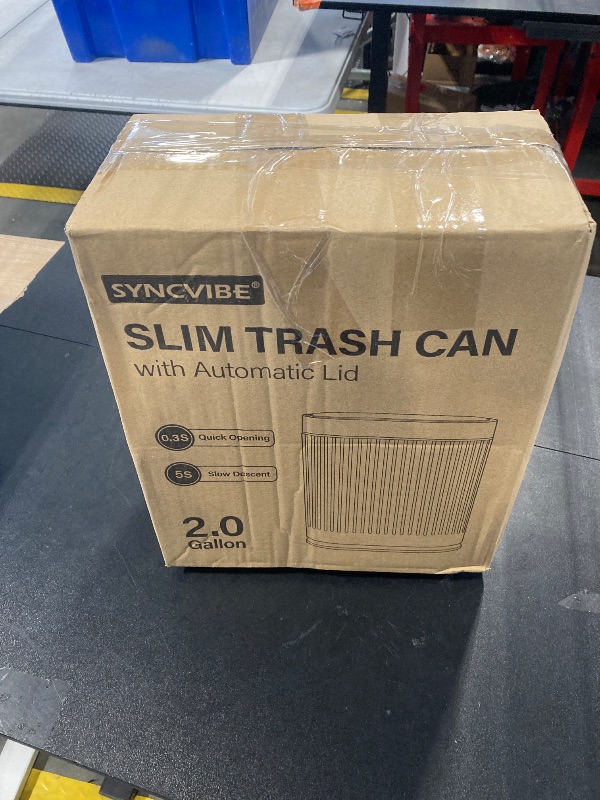 SYNCVIBE®
SLIM TRASH CAN
with Automatic Lid
0.3S Quick Opening
5S Slow Descent
2.0
Gallon